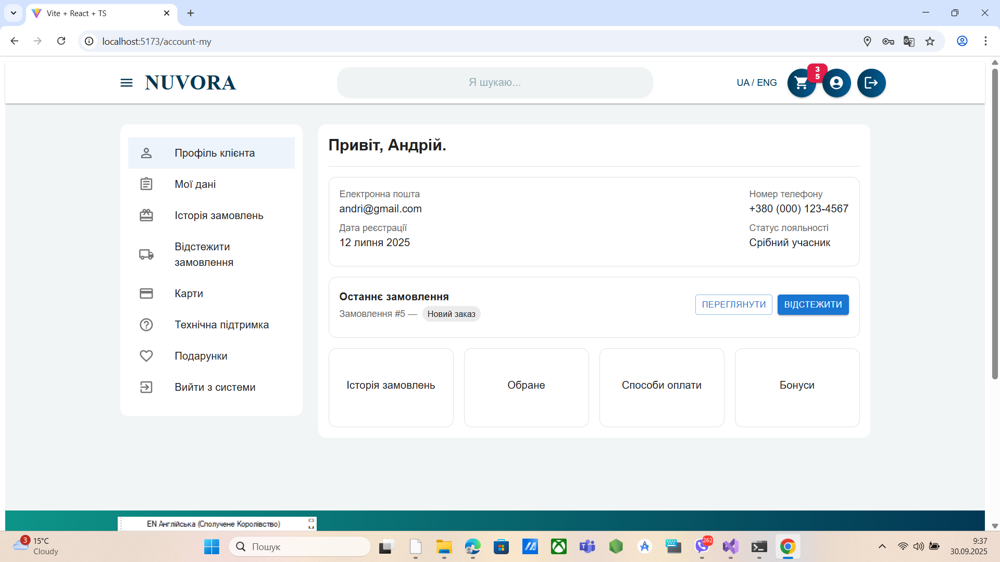 Vite + React + TS
localhost:5173/account-my
NUVORA
Я шукаю...
UA / ENG
3
5
Профіль клієнта
Мої дані
Історія замовлень
Відстежити
замовлення
Карти
Технічна підтримка
Подарунки
Вийти з системи
Привіт, Андрій.
Електронна пошта
andri@gmail.com
Номер телефону
+380 (000) 123-4567
Дата реєстрації
12 липня 2025
Статус лояльності
Срібний учасник
Останнє замовлення
Замовлення #5 — Новий заказ
ПЕРЕГЛЯНУТИ
ВІДСТЕЖИТИ
Історія замовлень
Обране
Способи оплати
Бонуси
EN Англійська (Сполучене Королівство)
3
15°C
Cloudy
Пошук
262
9:37
30.09.2025